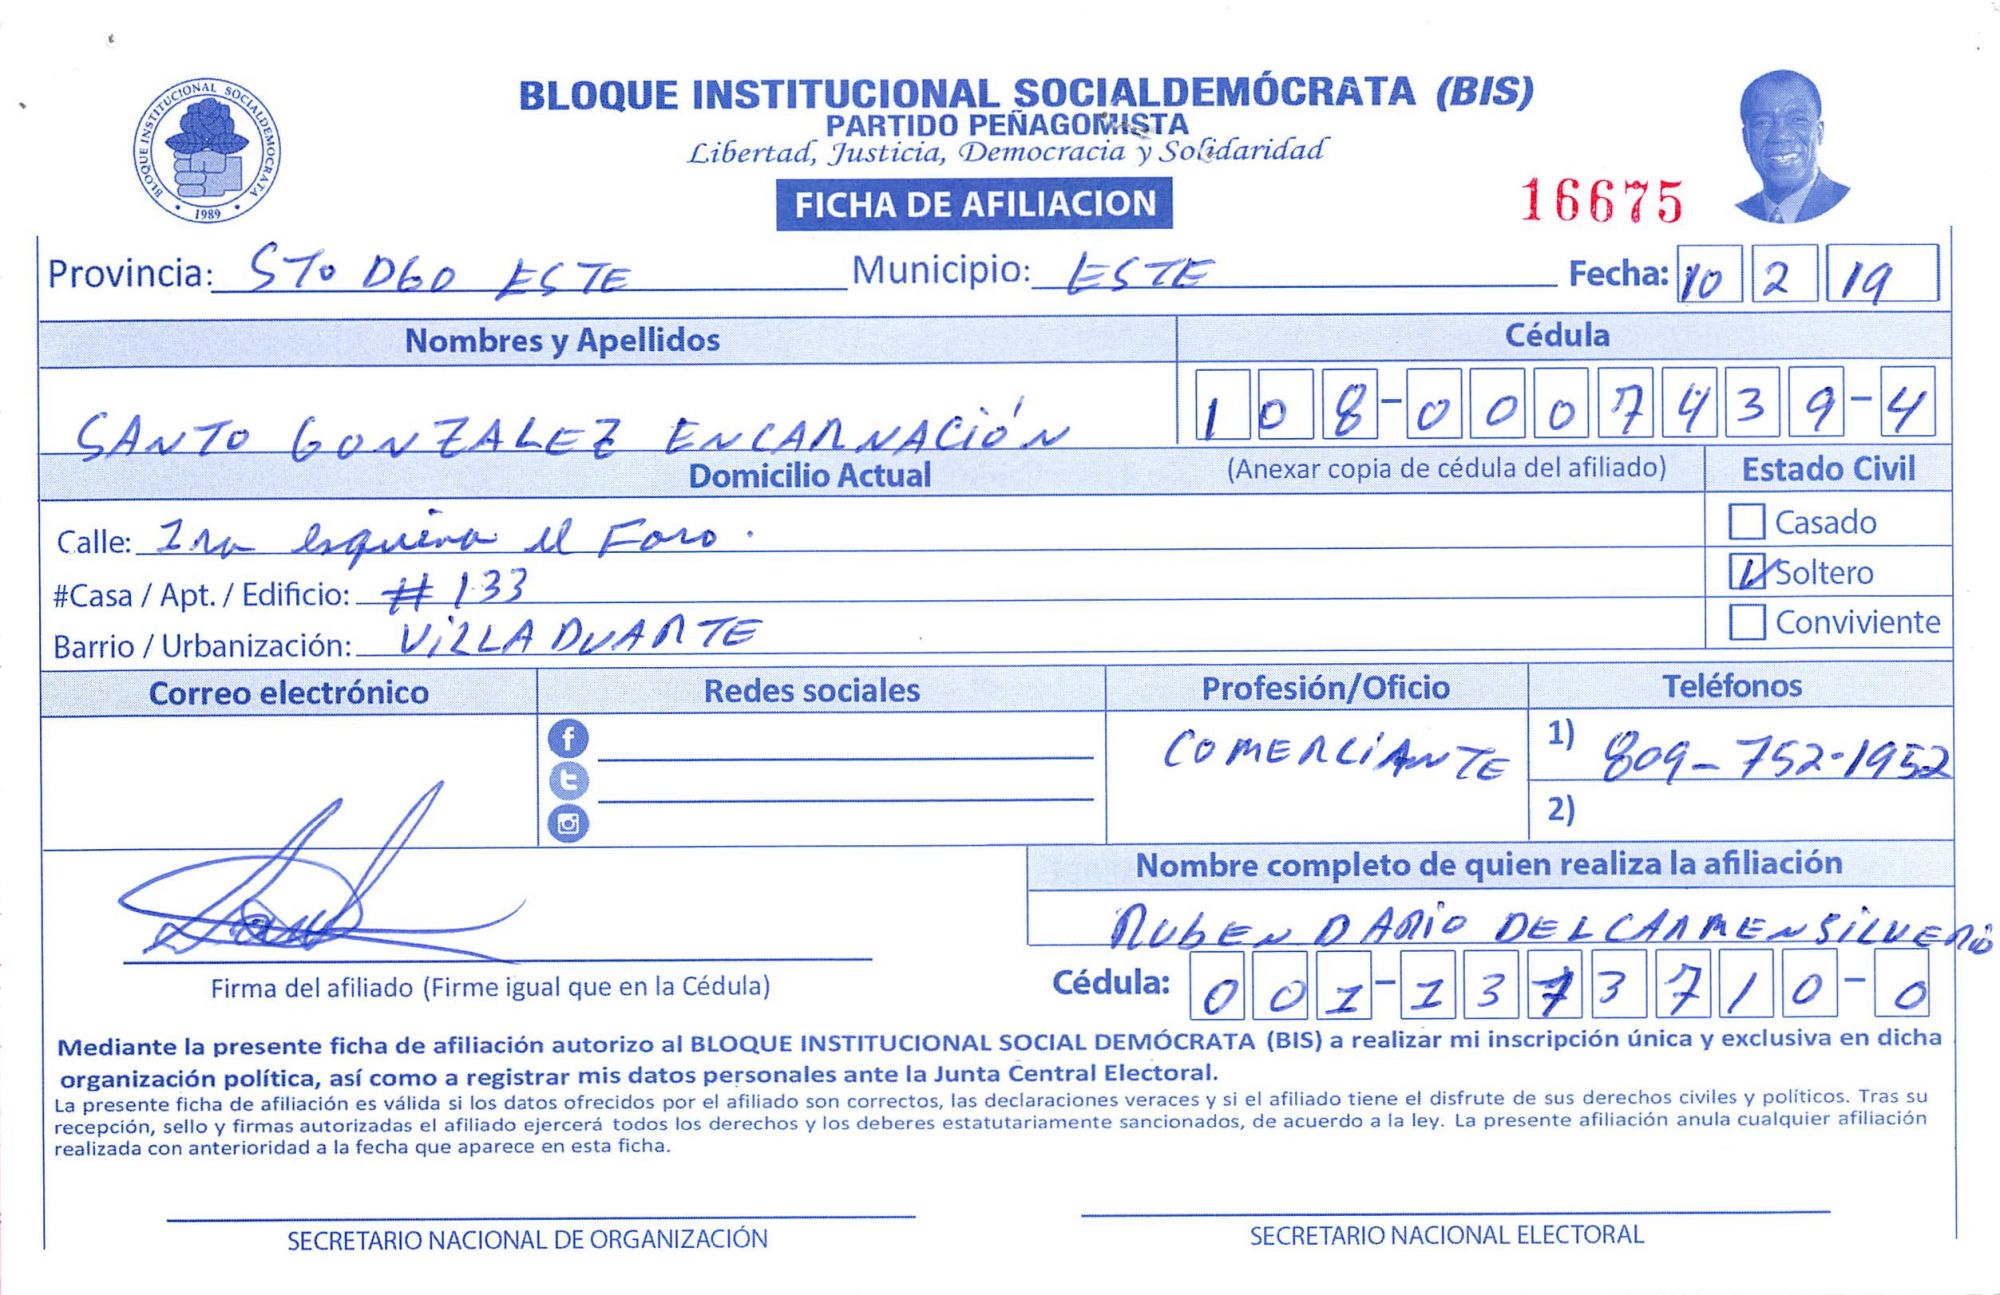 BLOQUE INSTITUCIONAL SOCIALDEMÓCRATA (BIS)
PARTIDO PEÑAGOMISTA
Libertad, Justicia, Democracia y Solidaridad
BLOQUE INSTITUCIONAL SOCIALDEMOCRATA
1989
FICHA DE AFILIACION
16675
Provincia: STO DGO ESTE Municipio: ESTE Fecha: 10 2 19
Nombres y Apellidos Cédula
SANTO GONZALEZ ENCARNACIÓN 108-0007439-4
Domicilio Actual (Anexar copia de cédula del afiliado) Estado Civil
Calle: 1ra esquina el Faro. Casado
#Casa / Apt. / Edificio: #133 Soltero
Barrio / Urbanización: VILLA DUARTE Conviviente
Correo electrónico Redes sociales Profesión/Oficio Teléfonos
COMERCIANTE 1) 809-752-1952
2)
Nombre completo de quien realiza la afiliación
RUBEN DARIO DEL CARMEN SILVERIO
Firma del afiliado (Firme igual que en la Cédula) Cédula: 001-1373710-0
Mediante la presente ficha de afiliación autorizo al BLOQUE INSTITUCIONAL SOCIAL DEMÓCRATA (BIS) a realizar mi inscripción única y exclusiva en dicha
organización política, así como a registrar mis datos personales ante la Junta Central Electoral.
La presente ficha de afiliación es válida si los datos ofrecidos por el afiliado son correctos, las declaraciones veraces y si el afiliado tiene el disfrute de sus derechos civiles y políticos. Tras su
recepción, sello y firmas autorizadas el afiliado ejercerá todos los derechos y los deberes estatutariamente sancionados, de acuerdo a la ley. La presente afiliación anula cualquier afiliación
realizada con anterioridad a la fecha que aparece en esta ficha.
SECRETARIO NACIONAL DE ORGANIZACIÓN SECRETARIO NACIONAL ELECTORAL